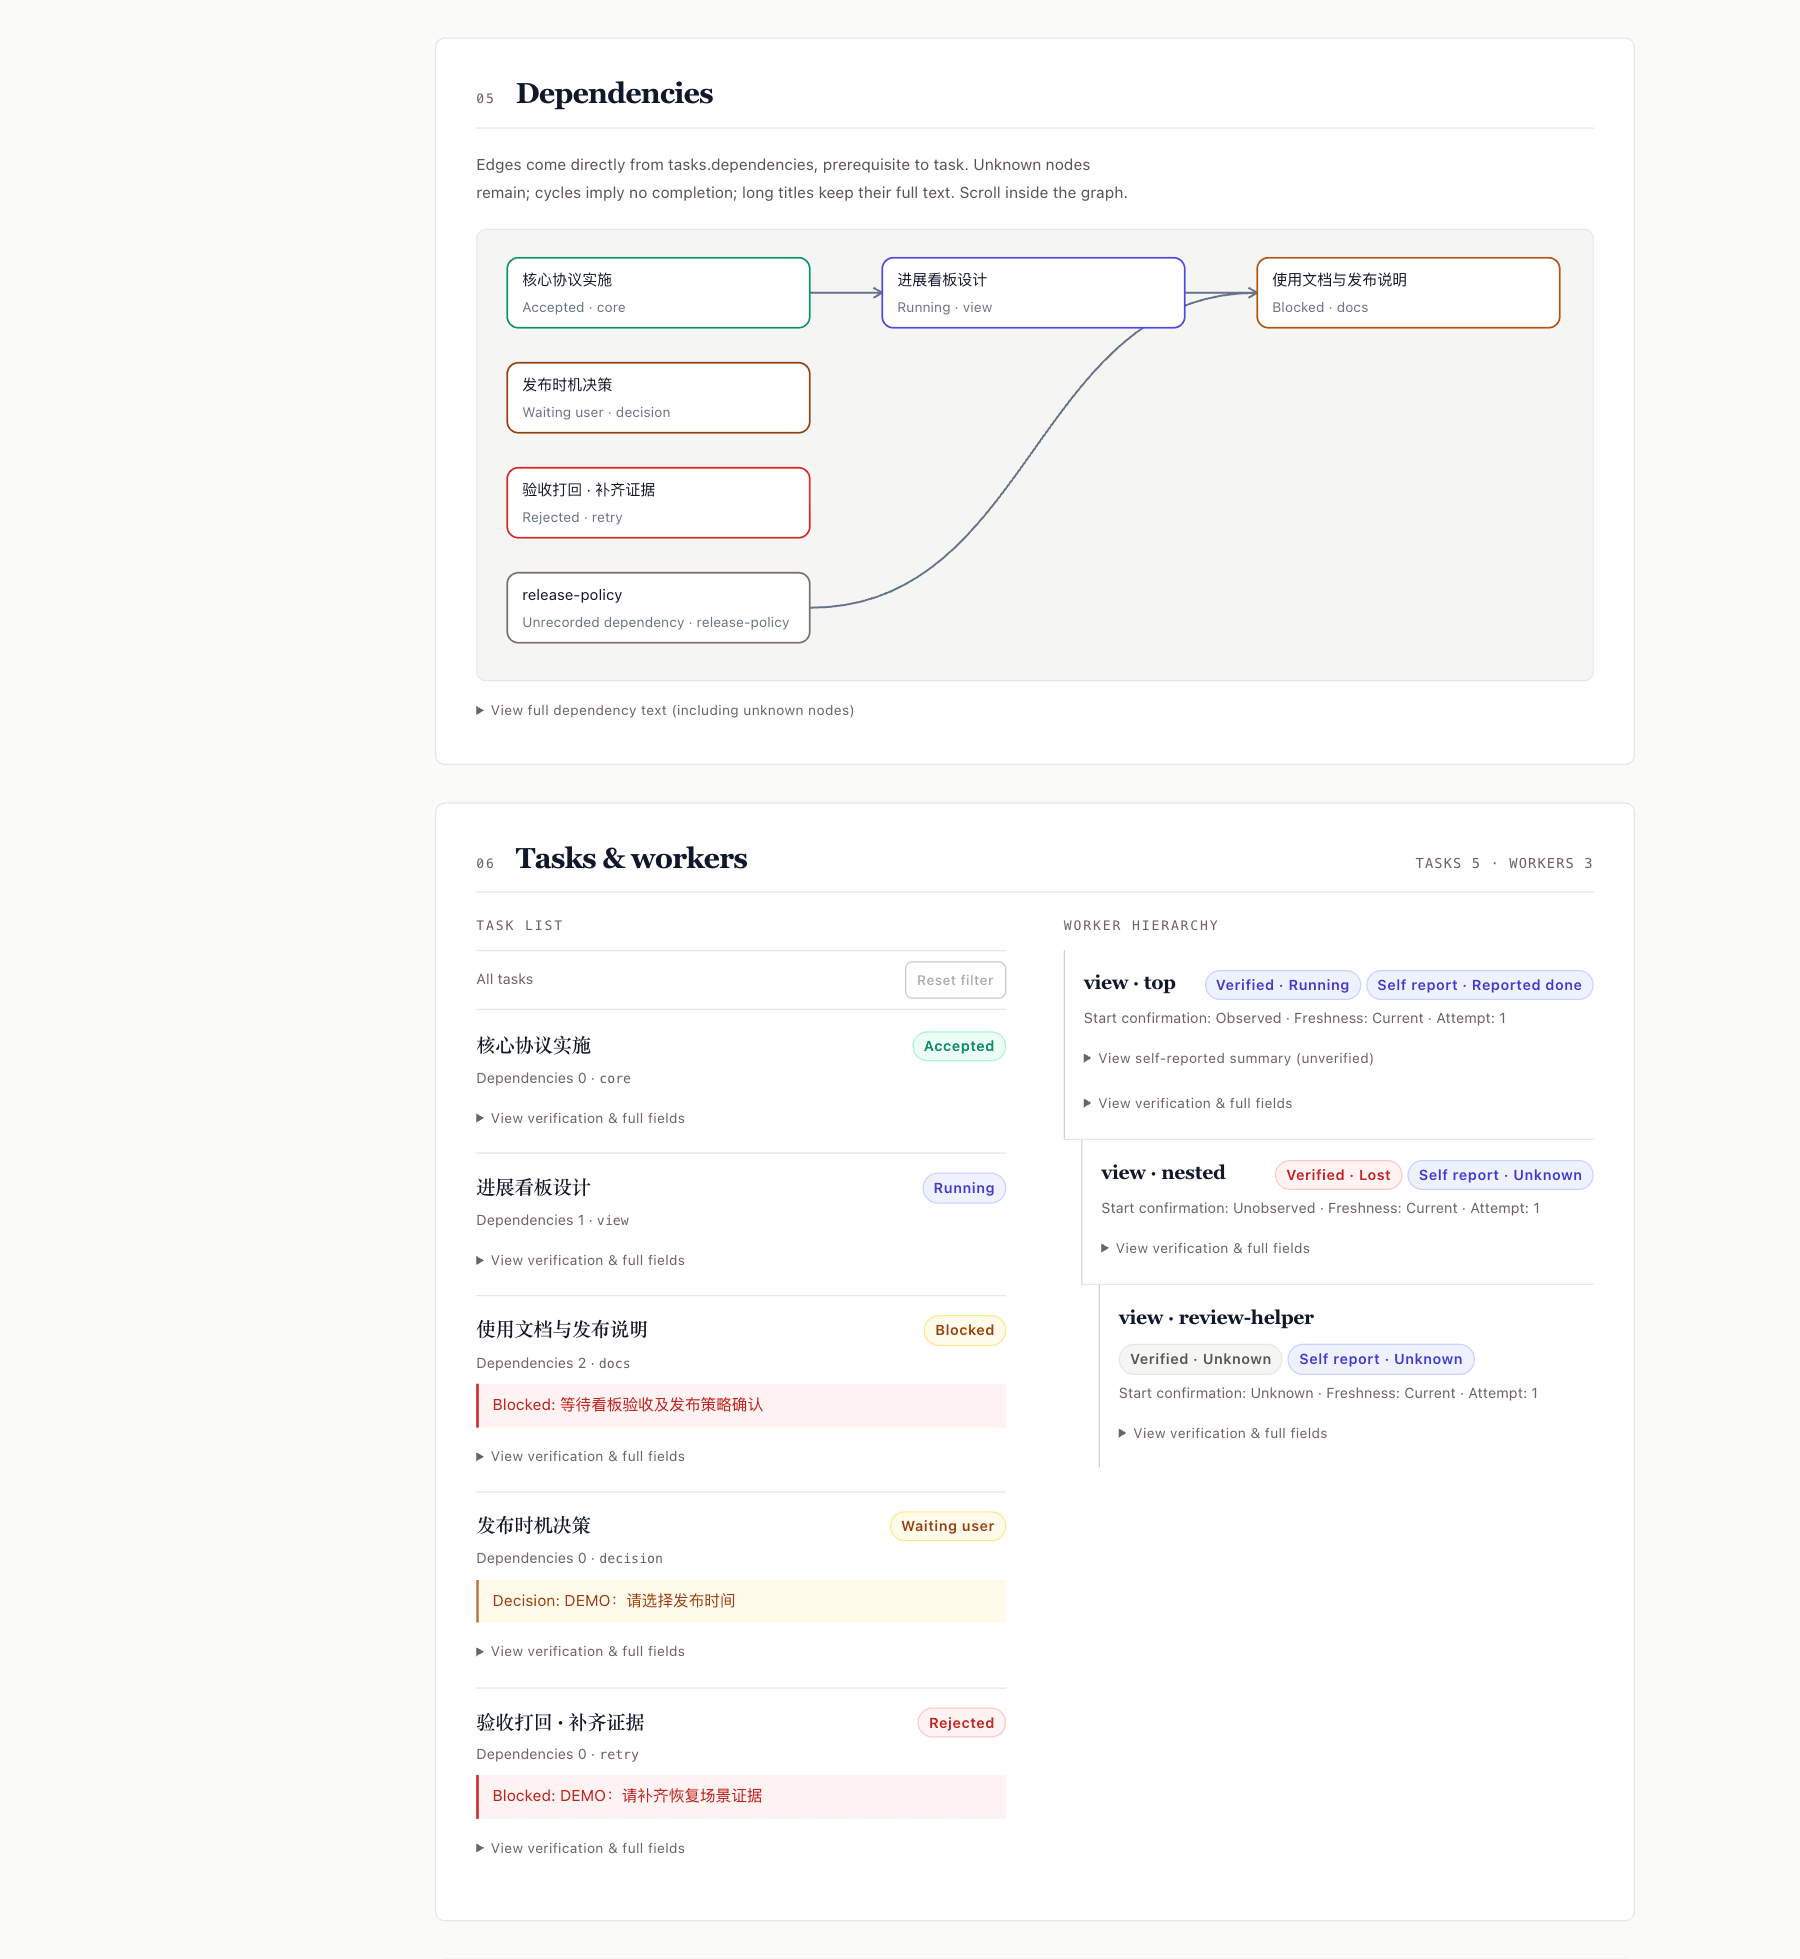 05 Dependencies
Edges come directly from tasks.dependencies, prerequisite to task. Unknown nodes
remain; cycles imply no completion; long titles keep their full text. Scroll inside the graph.
核心协议实施
Accepted · core
进展看板设计
Running · view
使用文档与发布说明
Blocked · docs
发布时机决策
Waiting user · decision
验收打回 · 补齐证据
Rejected · retry
release-policy
Unrecorded dependency · release-policy
▶ View full dependency text (including unknown nodes)
06 Tasks & workers
TASKS 5 · WORKERS 3
TASK LIST
All tasks
Reset filter
核心协议实施
Accepted
Dependencies 0 · core
▶ View verification & full fields
进展看板设计
Running
Dependencies 1 · view
▶ View verification & full fields
使用文档与发布说明
Blocked
Dependencies 2 · docs
Blocked: 等待看板验收及发布策略确认
▶ View verification & full fields
发布时机决策
Waiting user
Dependencies 0 · decision
Decision: DEMO：请选择发布时间
▶ View verification & full fields
验收打回 · 补齐证据
Rejected
Dependencies 0 · retry
Blocked: DEMO：请补齐恢复场景证据
▶ View verification & full fields
WORKER HIERARCHY
view · top
Verified · Running
Self report · Reported done
Start confirmation: Observed · Freshness: Current · Attempt: 1
▶ View self-reported summary (unverified)
▶ View verification & full fields
view · nested
Verified · Lost
Self report · Unknown
Start confirmation: Unobserved · Freshness: Current · Attempt: 1
▶ View verification & full fields
view · review-helper
Verified · Unknown
Self report · Unknown
Start confirmation: Unknown · Freshness: Current · Attempt: 1
▶ View verification & full fields